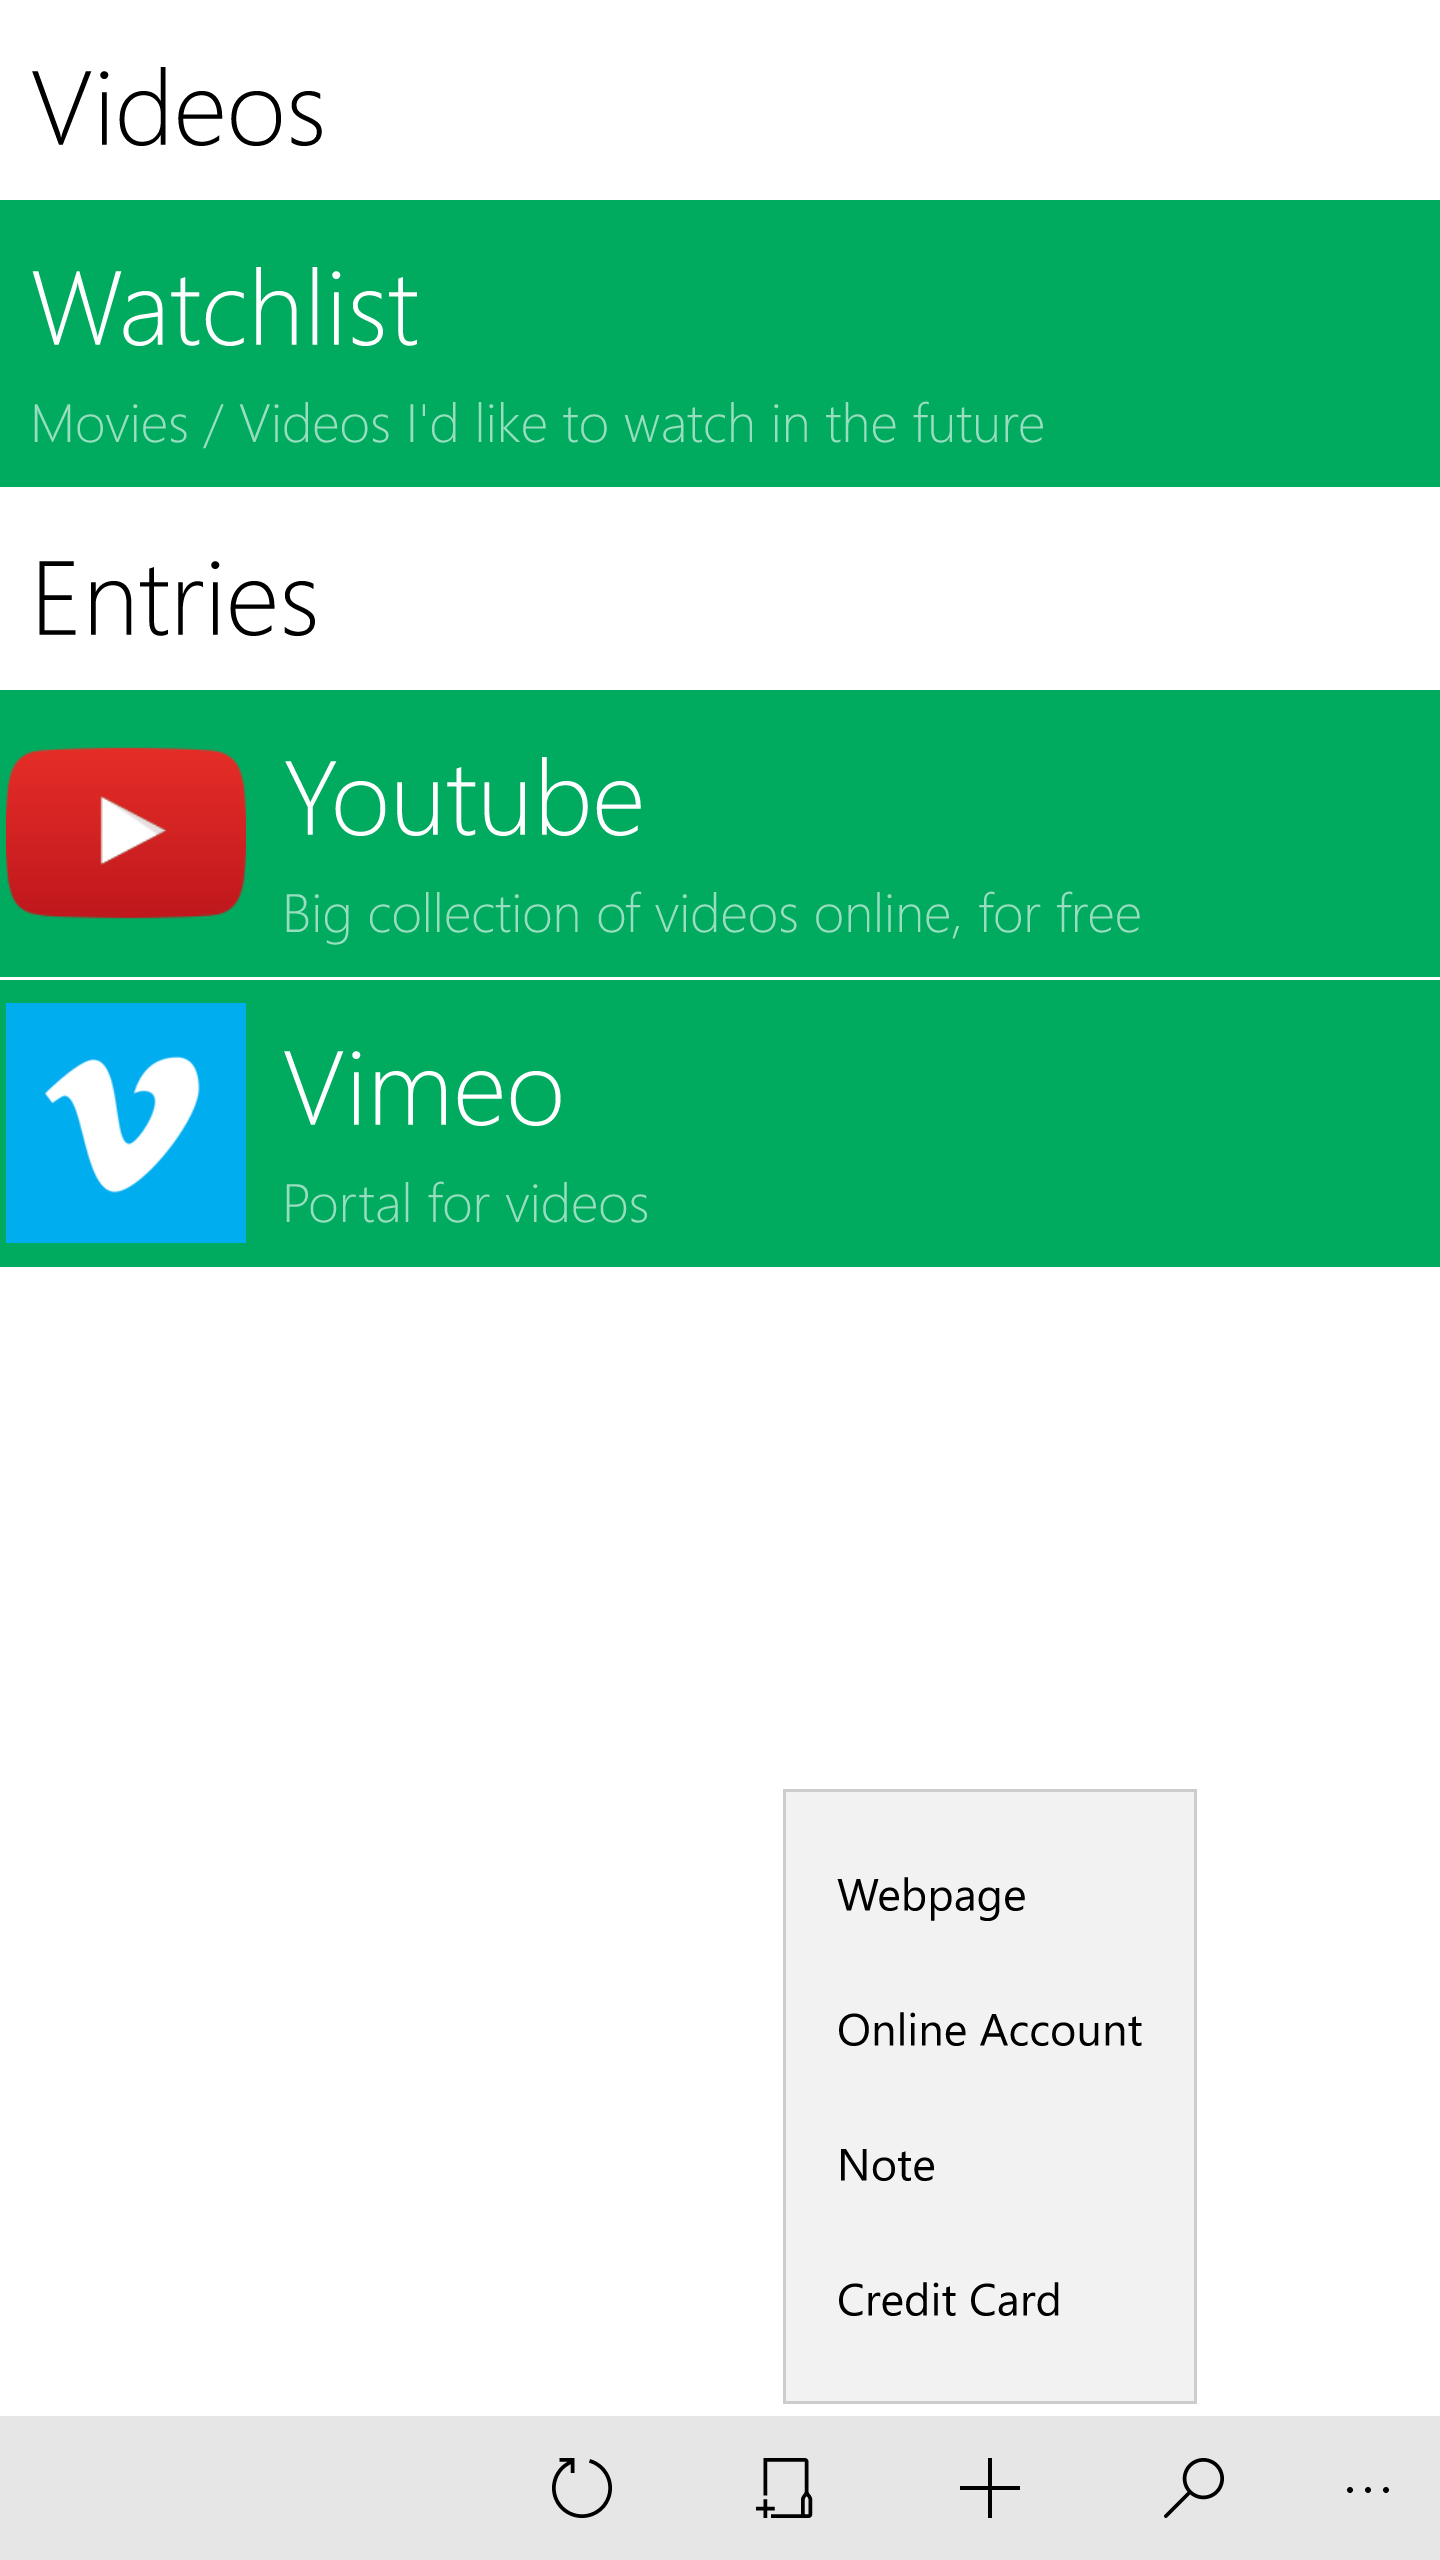 Videos
Watchlist
Movies / Videos I'd like to watch in the future
Entries
Youtube
Big collection of videos online, for free
Vimeo
Portal for videos
Webpage
Online Account
Note
Credit Card